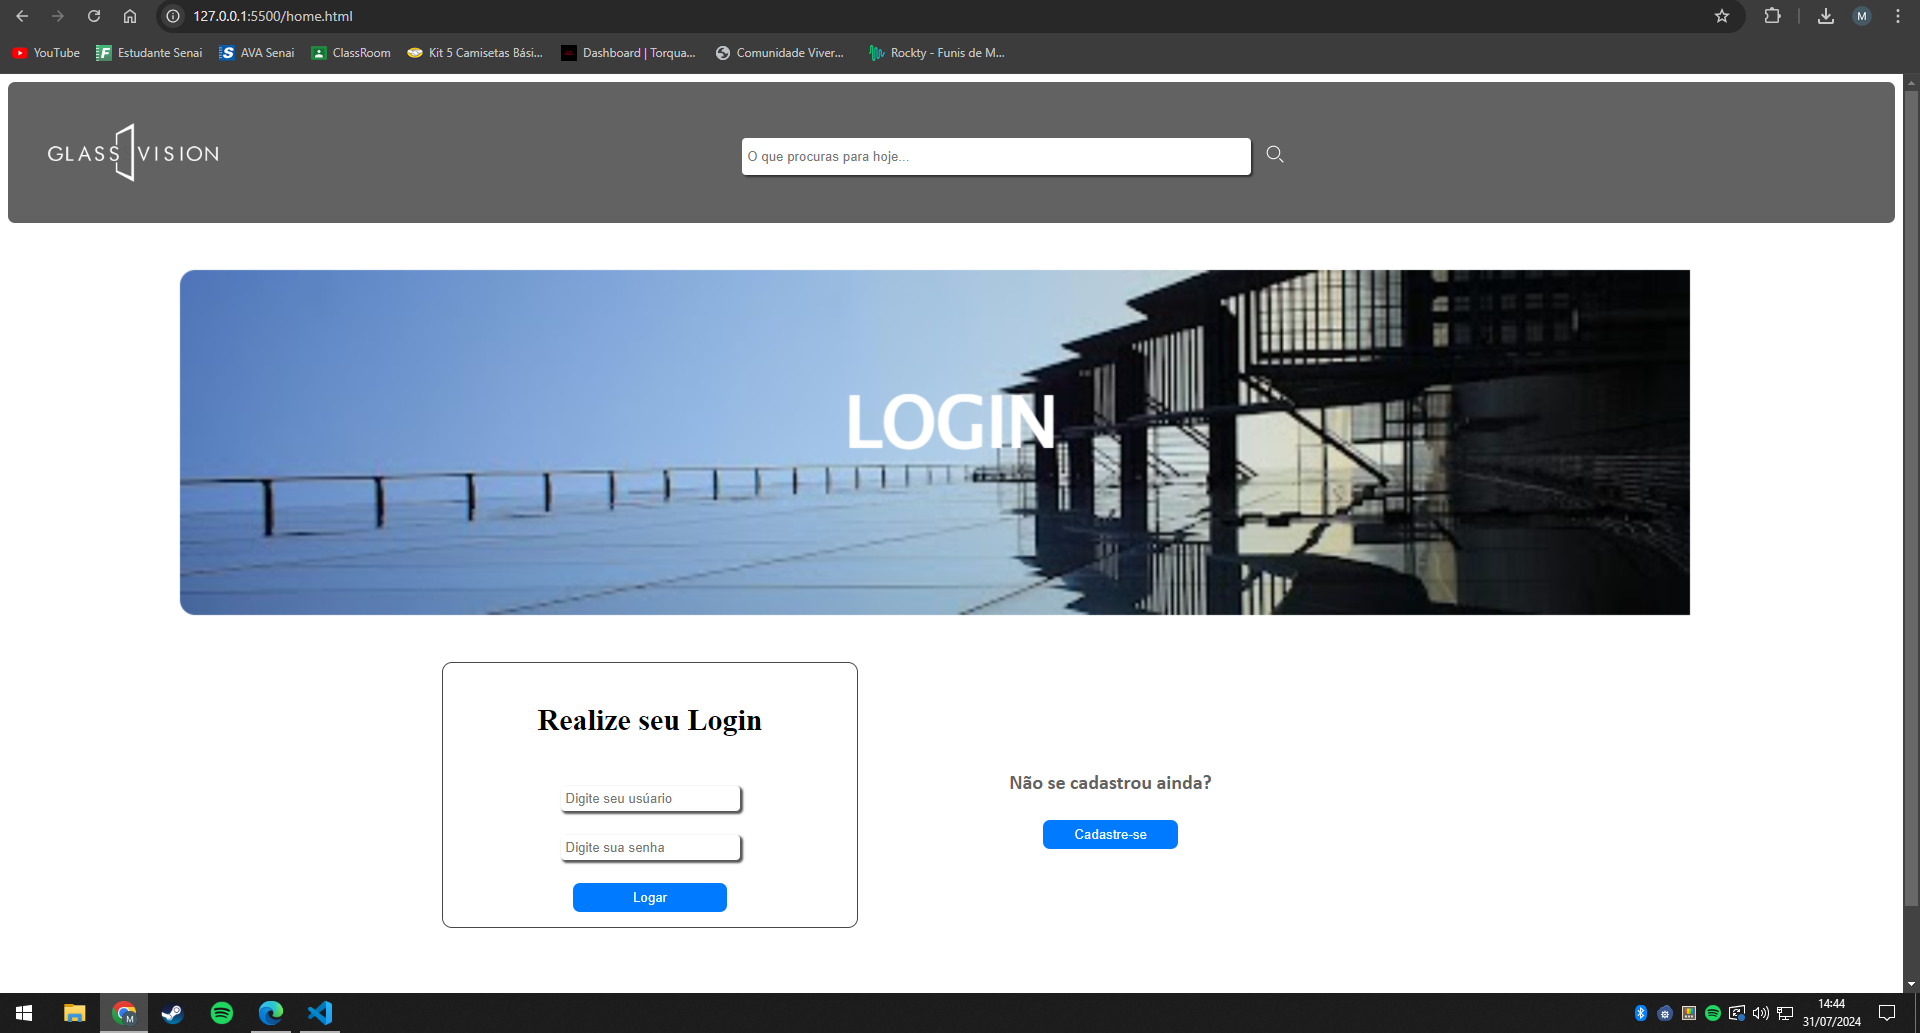 127.0.0.1:5500/home.html
M
YouTube
Estudante Senai
AVA Senai
ClassRoom
Kit 5 Camisetas Bási...
Dashboard | Torqua...
Comunidade Viver...
Rockty - Funis de M...
GLASS VISION
O que procuras para hoje...
LOGIN
Realize seu Login
Digite seu usúario
Digite sua senha
Logar
Não se cadastrou ainda?
Cadastre-se
14:44
31/07/2024